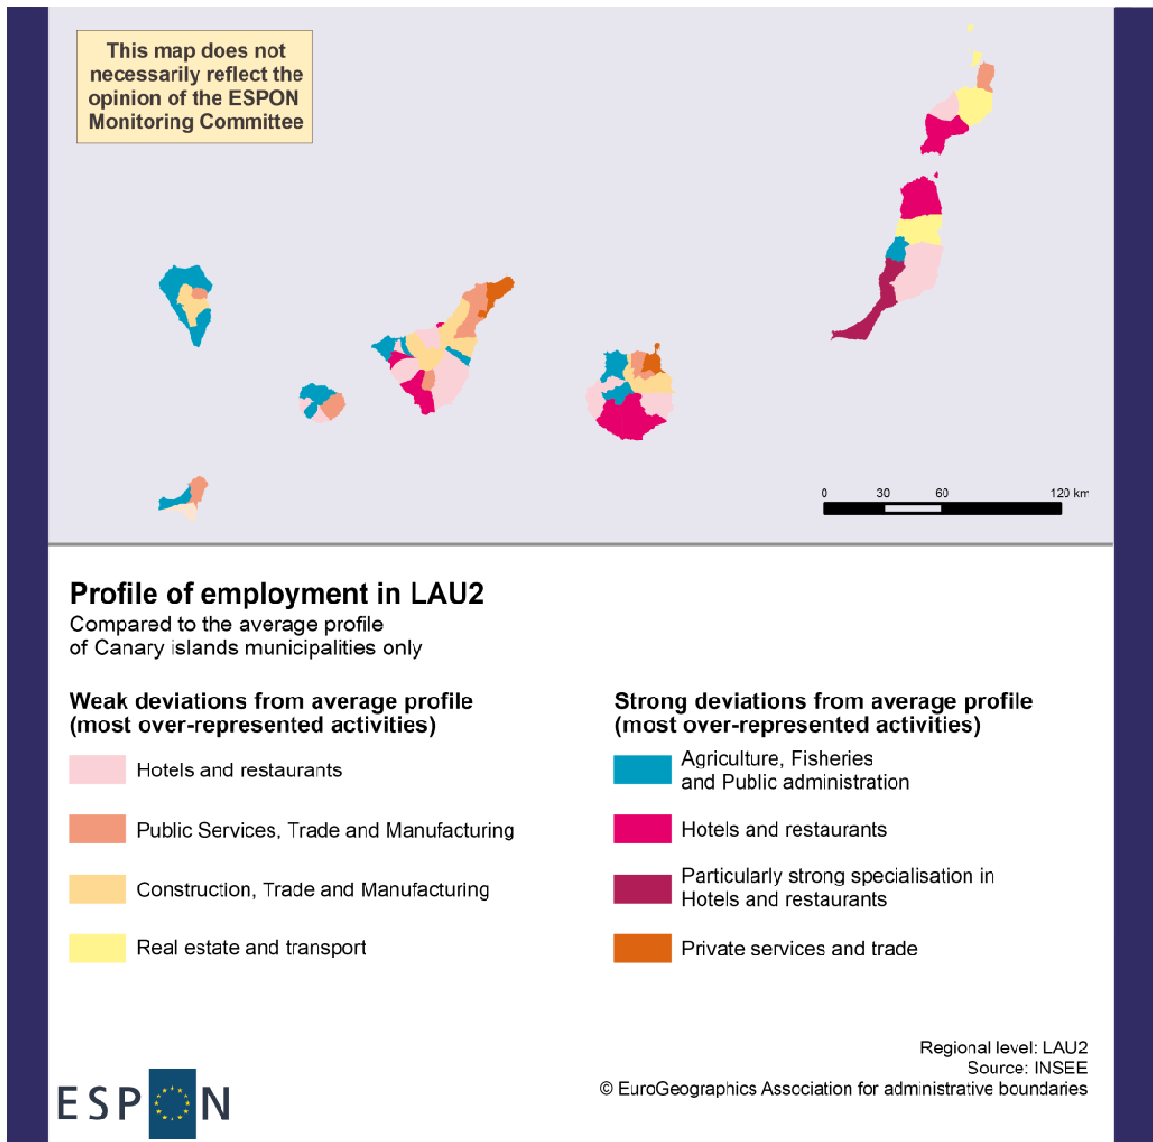 This map does not
necessarily reflect the
opinion of the ESPON
Monitoring Committee
0 30 60 120 km
Profile of employment in LAU2
Compared to the average profile
of Canary islands municipalities only
Weak deviations from average profile
(most over-represented activities)
Hotels and restaurants
Public Services, Trade and Manufacturing
Construction, Trade and Manufacturing
Real estate and transport
Strong deviations from average profile
(most over-represented activities)
Agriculture, Fisheries
and Public administration
Hotels and restaurants
Particularly strong specialisation in
Hotels and restaurants
Private services and trade
Regional level: LAU2
Source: INSEE
© EuroGeographics Association for administrative boundaries
ESPON